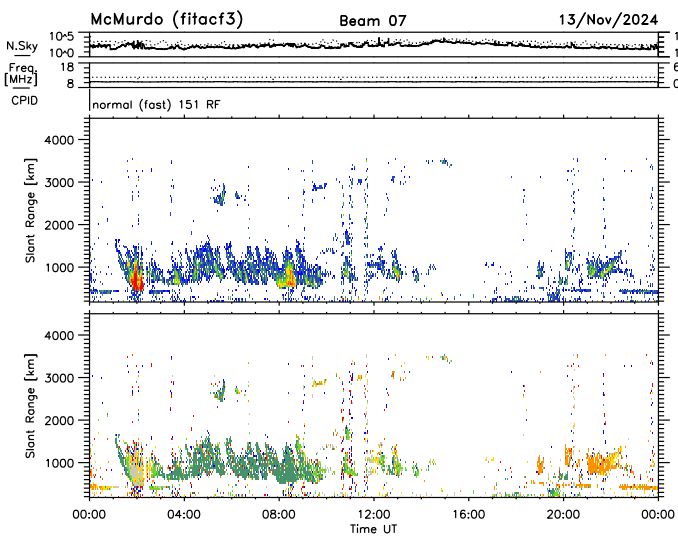 McMurdo (fitacf3) Beam 07 13/Nov/2024
N.Sky 10^5 10^0
Freq. [MHz] 18 8
CPID normal (fast) 151 RF
Slant Range [km] 4000 3000 2000 1000
Slant Range [km] 4000 3000 2000 1000
00:00 04:00 08:00 12:00 16:00 20:00 00:00
Time UT